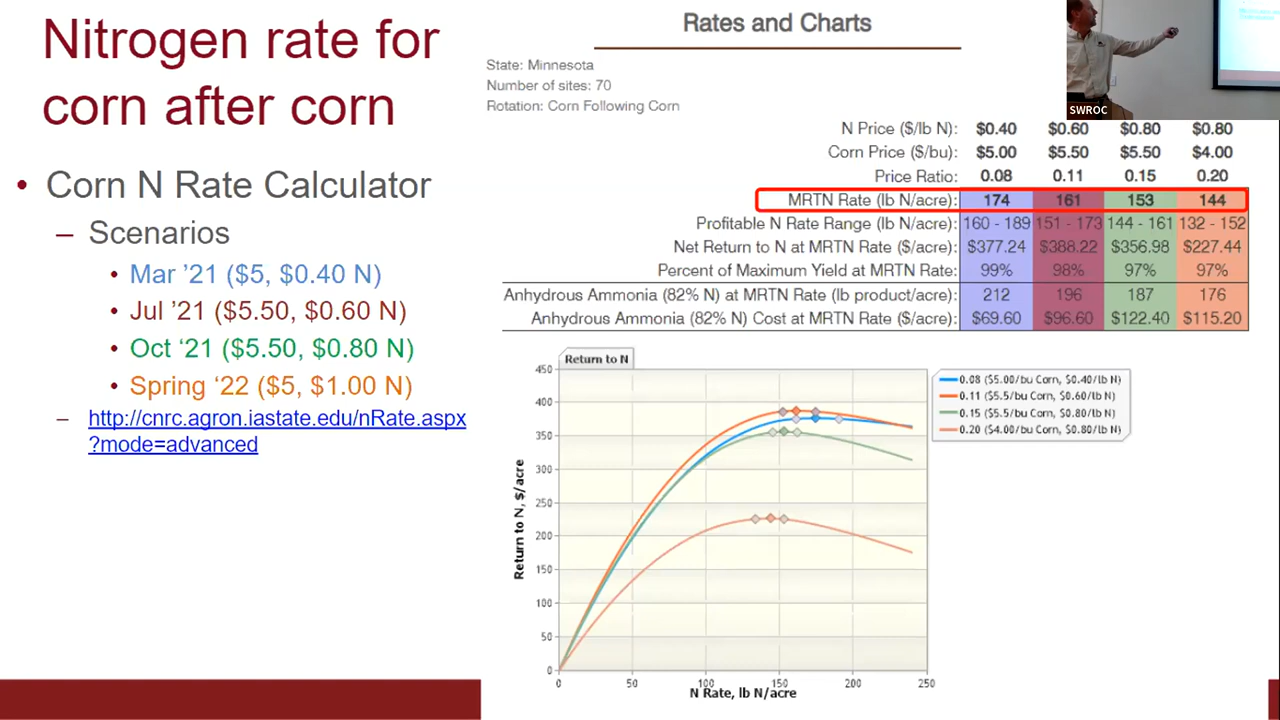 Nitrogen rate for
corn after corn
• Corn N Rate Calculator
– Scenarios
• Mar ’21 ($5, $0.40 N)
• Jul ’21 ($5.50, $0.60 N)
• Oct ‘21 ($5.50, $0.80 N)
• Spring ‘22 ($5, $1.00 N)
– http://cnrc.agron.iastate.edu/nRate.aspx
?mode=advanced
Rates and Charts
State: Minnesota
Number of sites: 70
Rotation: Corn Following Corn
N Price ($/lb N): $0.40 $0.60 $0.80 $0.80
Corn Price ($/bu): $5.00 $5.50 $5.50 $4.00
Price Ratio: 0.08 0.11 0.15 0.20
MRTN Rate (lb N/acre): 174 161 153 144
Profitable N Rate Range (lb N/acre): 160 - 189 151 - 173 144 - 161 132 - 152
Net Return to N at MRTN Rate ($/acre): $377.24 $388.22 $356.98 $227.44
Percent of Maximum Yield at MRTN Rate: 99% 98% 97% 97%
Anhydrous Ammonia (82% N) at MRTN Rate (lb product/acre): 212 196 187 176
Anhydrous Ammonia (82% N) Cost at MRTN Rate ($/acre): $69.60 $96.60 $122.40 $115.20
Return to N
450
400
350
300
250
200
150
100
50
0
Return to N, $/acre
0 50 100 150 200 250
N Rate, lb N/acre
0.08 ($5.00/bu Corn, $0.40/lb N)
0.11 ($5.5/bu Corn, $0.60/lb N)
0.15 ($5.5/bu Corn, $0.80/lb N)
0.20 ($4.00/bu Corn, $0.80/lb N)
SWROC